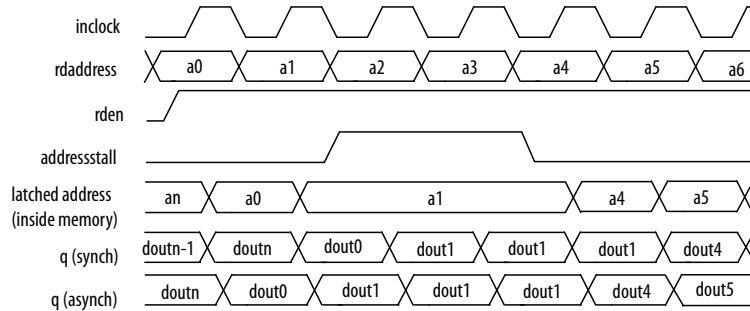 inclock
rdaddress a0 a1 a2 a3 a4 a5 a6
rden
addressstall
latched address an a0 a1 a4 a5
(inside memory)
q (synch) doutn-1 doutn dout0 dout1 dout1 dout1 dout4
q (asynch) doutn dout0 dout1 dout1 dout1 dout4 dout5